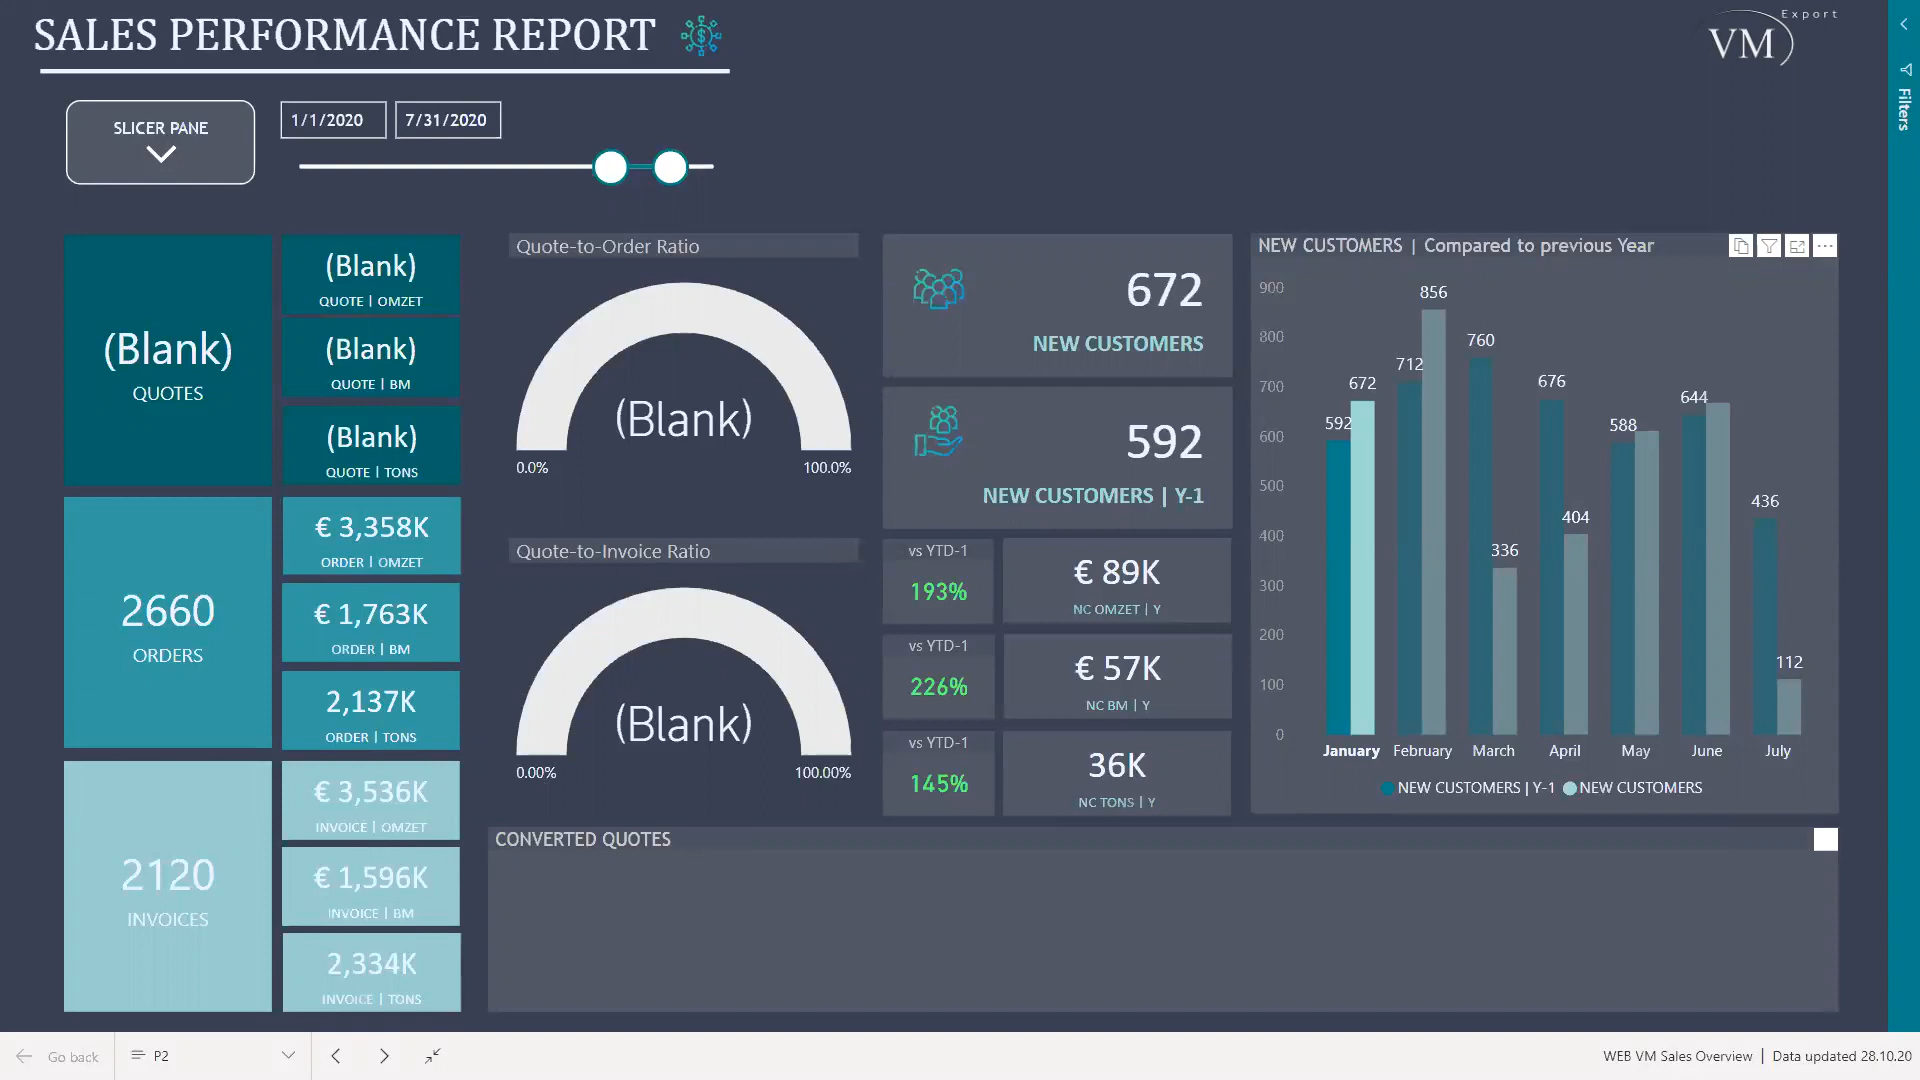 SALES PERFORMANCE REPORT
Export
VM
SLICER PANE
1/1/2020
7/31/2020
Filters
(Blank)
QUOTES
(Blank)
QUOTE | OMZET
(Blank)
QUOTE | BM
(Blank)
QUOTE | TONS
2660
ORDERS
€ 3,358K
ORDER | OMZET
€ 1,763K
ORDER | BM
2,137K
ORDER | TONS
2120
INVOICES
€ 3,536K
INVOICE | OMZET
€ 1,596K
INVOICE | BM
2,334K
INVOICE | TONS
Quote-to-Order Ratio
(Blank)
0.0% 100.0%
Quote-to-Invoice Ratio
(Blank)
0.00% 100.00%
672
NEW CUSTOMERS
592
NEW CUSTOMERS | Y-1
vs YTD-1
193%
€ 89K
NC OMZET | Y
vs YTD-1
226%
€ 57K
NC BM | Y
vs YTD-1
145%
36K
NC TONS | Y
NEW CUSTOMERS | Compared to previous Year
900
800
700
600
500
400
300
200
100
0
592
672
712
856
760
336
676
404
588
644
436
112
January February March April May June July
NEW CUSTOMERS | Y-1 NEW CUSTOMERS
CONVERTED QUOTES
Go back
P2
WEB VM Sales Overview | Data updated 28.10.20